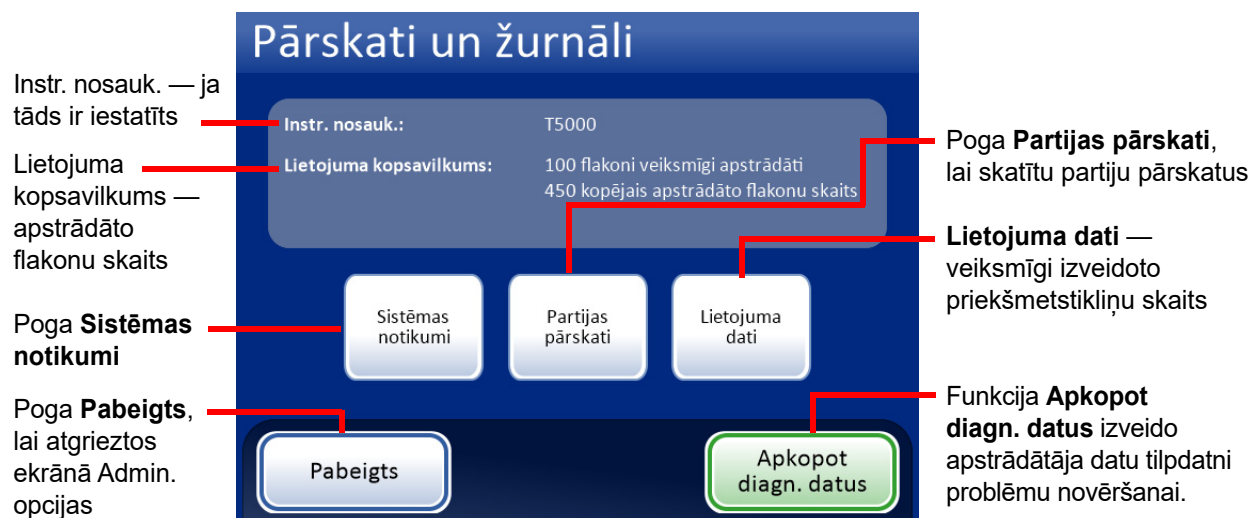 Pārskati un žurnāli
Instr. nosauk. — ja
tāds ir iestatīts
Lietojuma
kopsavilkums —
apstrādāto
flakonu skaits
Poga Sistēmas
notikumi
Poga Pabeigts,
lai atgrieztos
ekrānā Admin.
opcijas
Instr. nosauk.: T5000
Lietojuma kopsavilkums: 100 flakoni veiksmīgi apstrādāti
450 kopējais apstrādāto flakonu skaits
Sistēmas
notikumi
Partijas
pārskati
Lietojuma
dati
Pabeigts
Apkopot
diagn. datus
Poga Partijas pārskati,
lai skatītu partiju pārskatus
Lietojuma dati —
veiksmīgi izveidoto
priekšmetstikliņu skaits
Funkcija Apkopot
diagn. datus izveido
apstrādātāja datu tilpdatni
problēmu novēršanai.